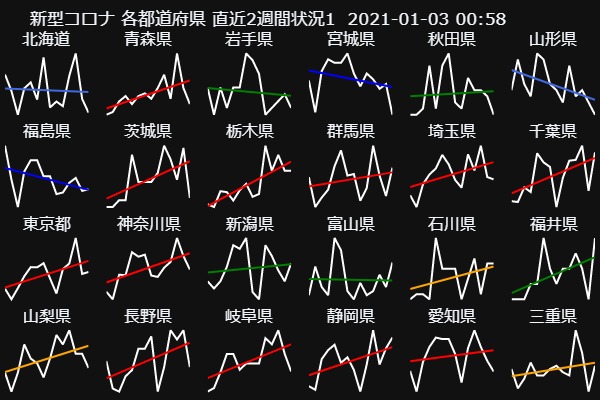 新型コロナ 各都道府県 直近2週間状況1 2021-01-03 00:58
北海道 青森県 岩手県 宮城県 秋田県 山形県
福島県 茨城県 栃木県 群馬県 埼玉県 千葉県
東京都 神奈川県 新潟県 富山県 石川県 福井県
山梨県 長野県 岐阜県 静岡県 愛知県 三重県